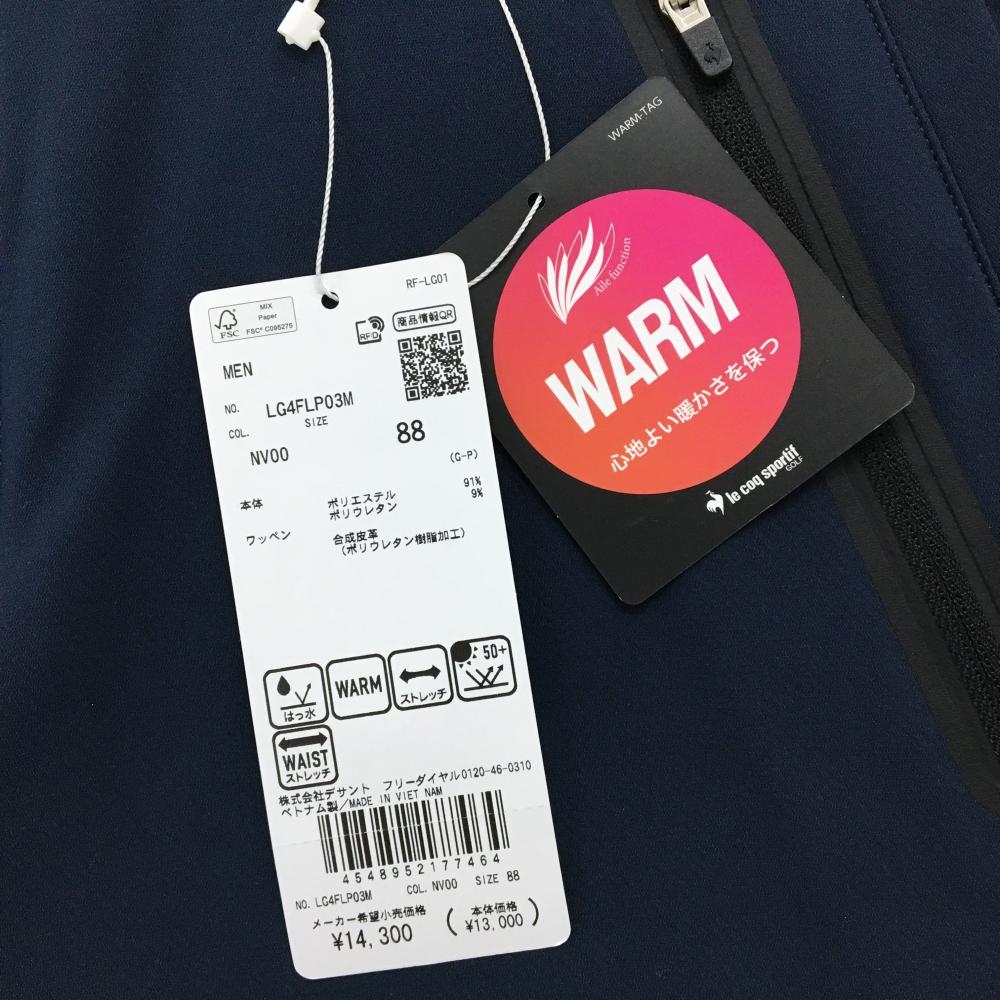 WARM-TAG
Aile function
WARM
心地よい暖かさを保つ
le coq sportif
GOLF
RF-LG01
FSC
MIX
Paper
FSC® C095275
RFID
商品情報QR
MEN
NO. LG4FLP03M
COL. SIZE
NV00 88
(G-P)
本体 ポリエステル 91%
ポリウレタン 9%
ワッペン 合成皮革
(ポリウレタン樹脂加工)
はっ水
WARM
ストレッチ
50+
WAIST
ストレッチ
株式会社デサント フリーダイヤル0120-46-0310
ベトナム製/MADE IN VIET NAM
4548952177464
NO. LG4FLP03M COL. NV00 SIZE 88
メーカー希望小売価格 (本体価格
¥14,300 ¥13,000)